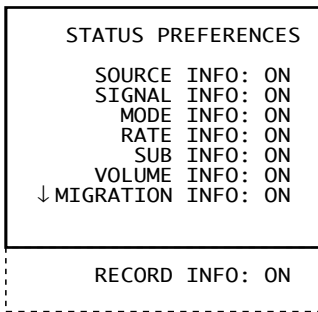 STATUS PREFERENCES
SOURCE INFO: ON
SIGNAL INFO: ON
MODE INFO: ON
RATE INFO: ON
SUB INFO: ON
VOLUME INFO: ON
↓MIGRATION INFO: ON
RECORD INFO: ON